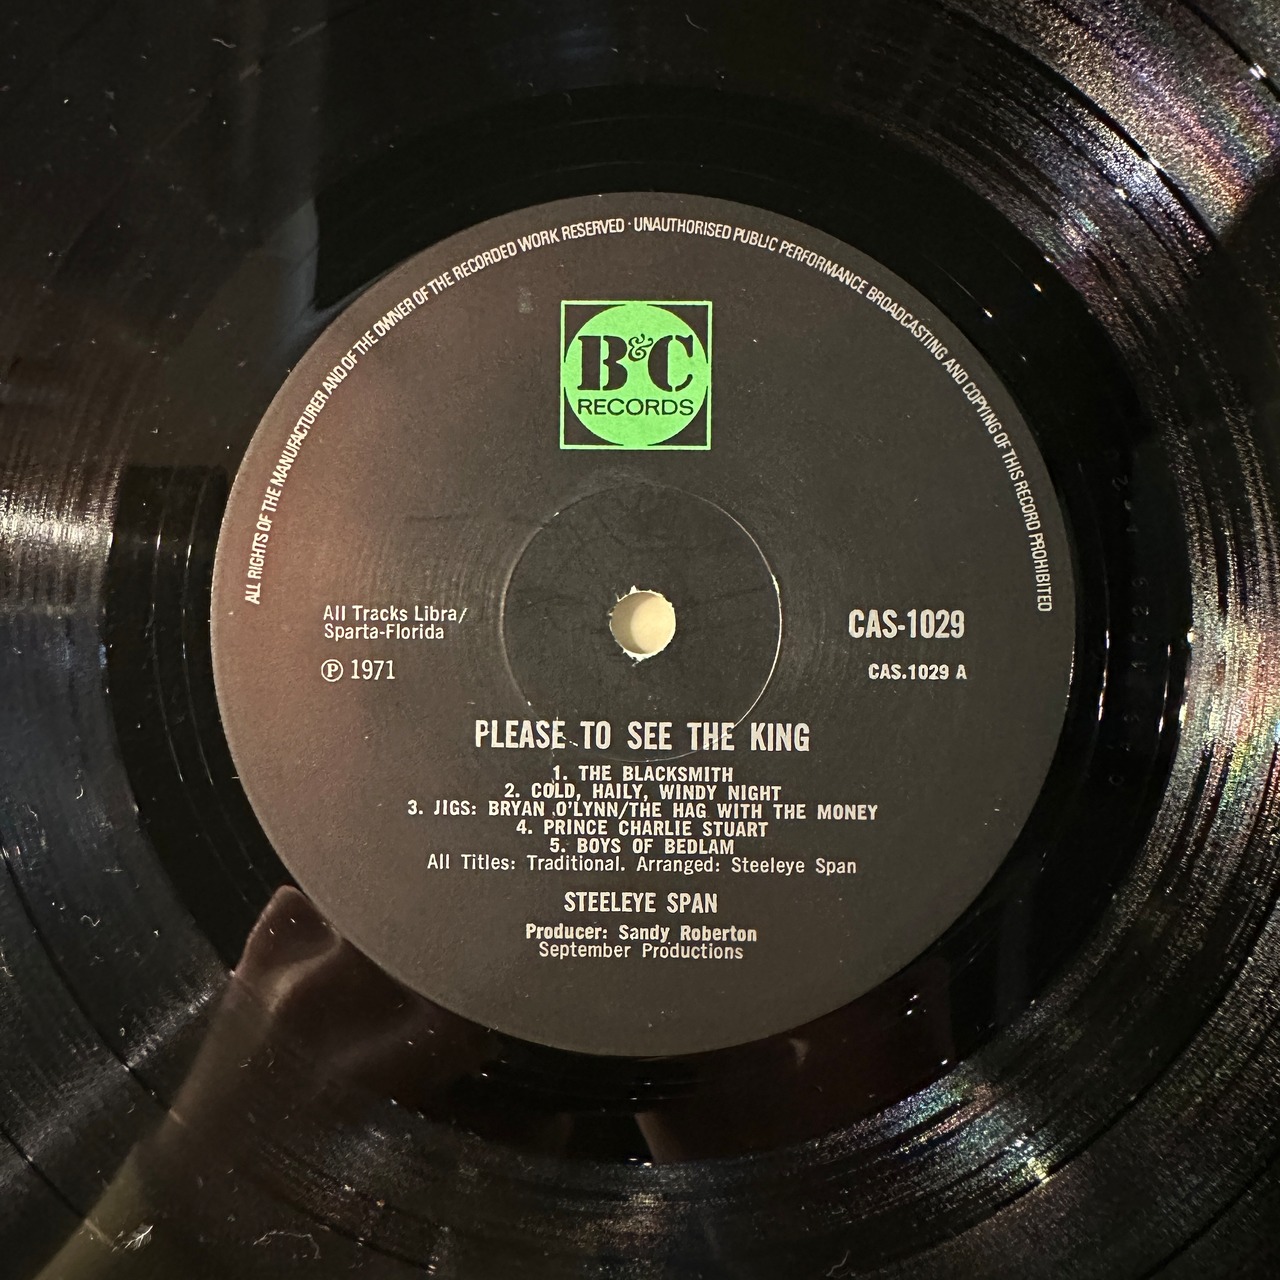 ALL RIGHTS OF THE MANUFACTURER AND OF THE OWNER OF THE RECORDED WORK RESERVED · UNAUTHORISED PUBLIC PERFORMANCE BROADCASTING AND COPYING OF THIS RECORD PROHIBITED
B&C
RECORDS
All Tracks Libra/
Sparta-Florida
Ⓟ 1971
CAS-1029
CAS.1029 A
PLEASE TO SEE THE KING
1. THE BLACKSMITH
2. COLD, HAILY, WINDY NIGHT
3. JIGS: BRYAN O'LYNN/THE HAG WITH THE MONEY
4. PRINCE CHARLIE STUART
5. BOYS OF BEDLAM
All Titles: Traditional. Arranged: Steeleye Span
STEELEYE SPAN
Producer: Sandy Roberton
September Productions